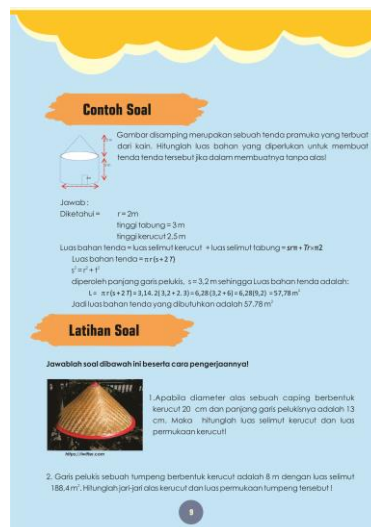 Contoh Soal
Gambar disamping merupakan sebuah tenda pramuka yang terbuat
dari kain. Hitunglah luas bahan yang diperlukan untuk membuat
tenda tenda tersebut jika dalam membuatnya tanpa alas!
Jawab :
Diketahui = r = 2m
tinggi tabung = 3 m
tinggi kerucut 2,5 m
Luas bahan tenda = luas selimut kerucut + luas selimut tabung = srπ + Tr×π2
Luas bahan tenda = π r (s + 2 T)
s² = r² + t²
diperoleh panjang garis pelukis, s = 3,2 m sehingga Luas bahan tenda adalah:
L = π r (s + 2 T) = 3,14. 2( 3,2 + 2. 3) = 6,28 (3,2 + 6) = 6,28(9,2) = 57,78 m²
Jadi luas bahan tenda yang dibutuhkan adalah 57,78 m²
Latihan Soal
Jawablah soal dibawah ini beserta cara pengerjaannya!
1.Apabila diameter alas sebuah caping berbentuk
kerucut 20 cm dan panjang garis pelukisnya adalah 13
cm. Maka hitunglah luas selimut kerucut dan luas
permukaan kerucut!
2. Garis pelukis sebuah tumpeng berbentuk kerucut adalah 8 m dengan luas selimut
188,4 m². Hitunglah jari-jari alas kerucut dan luas permukaan tumpeng tersebut !
9